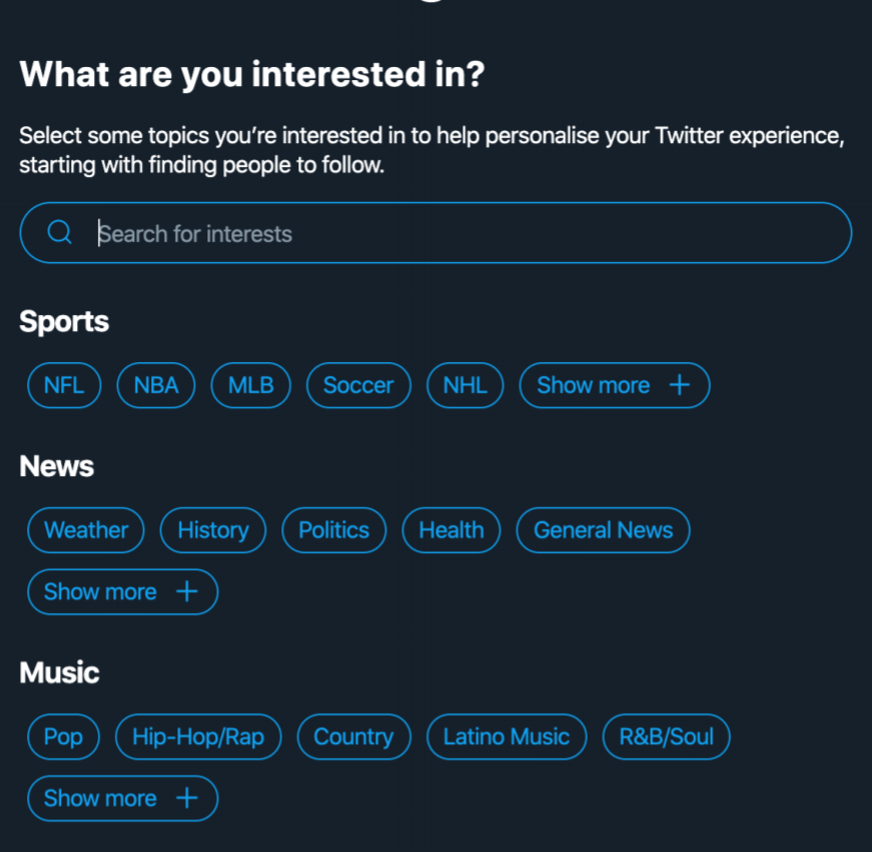 What are you interested in?
Select some topics you’re interested in to help personalise your Twitter experience,
starting with finding people to follow.
Search for interests
Sports
NFL NBA MLB Soccer NHL Show more +
News
Weather History Politics Health General News
Show more +
Music
Pop Hip-Hop/Rap Country Latino Music R&B/Soul
Show more +